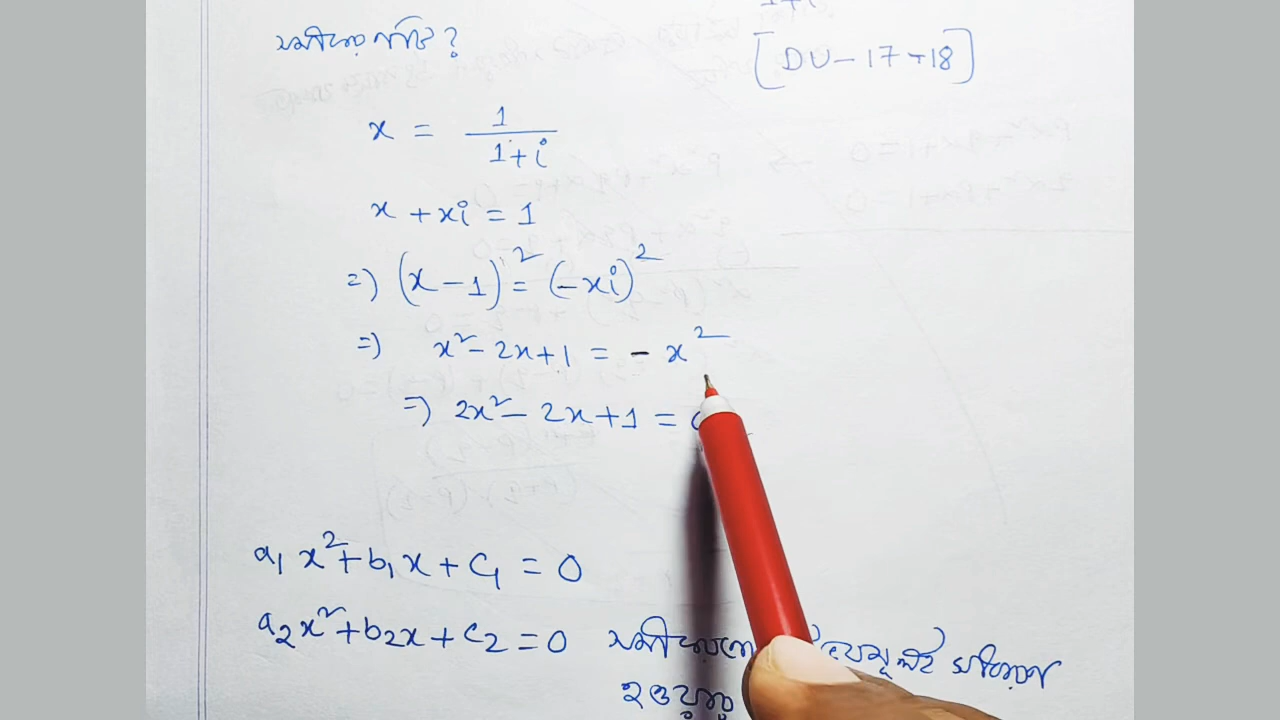 সমীকরণটি?
[DU-17-18]
x = 1/(1+i)
x + xi = 1
⇒ (x-1)² = (-xi)²
⇒ x² - 2x + 1 = - x²
⇒ 2x² - 2x + 1 =
a₁x² + b₁x + c₁ = 0
a₂x² + b₂x + c₂ = 0
হওয়ার